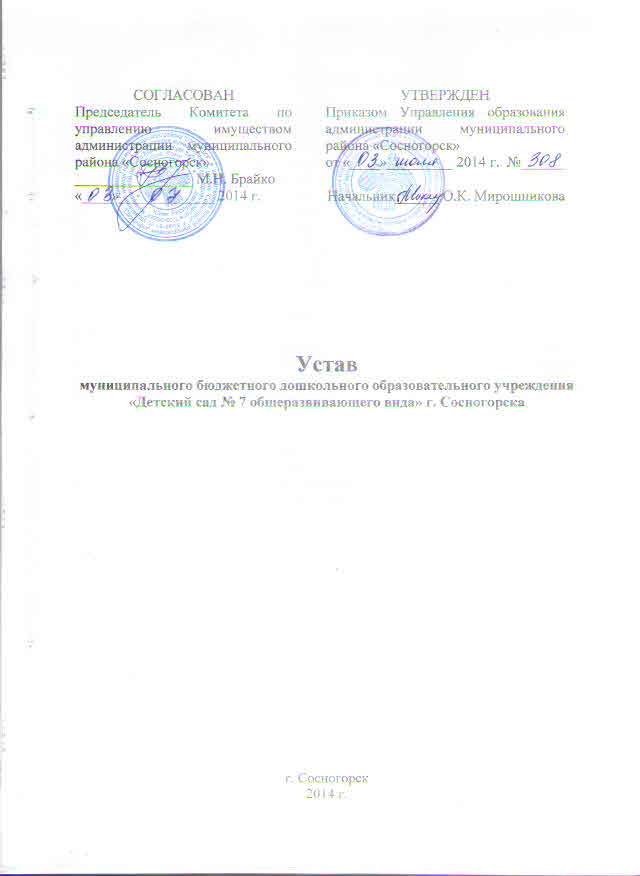 СОГЛАСОВАН
Председатель Комитета по
управлению имуществом
администрации муниципального
района «Сосногорск»
М.Н. Брайко
«03» 07 2014 г.
УТВЕРЖДЕН
Приказом Управления образования
администрации муниципального
района «Сосногорск»
от «03» июля 2014 г. № 308
Начальник О.К. Мирошникова
Устав
муниципального бюджетного дошкольного образовательного учреждения
«Детский сад № 7 общеразвивающего вида» г. Сосногорска
г. Сосногорск
2014 г.